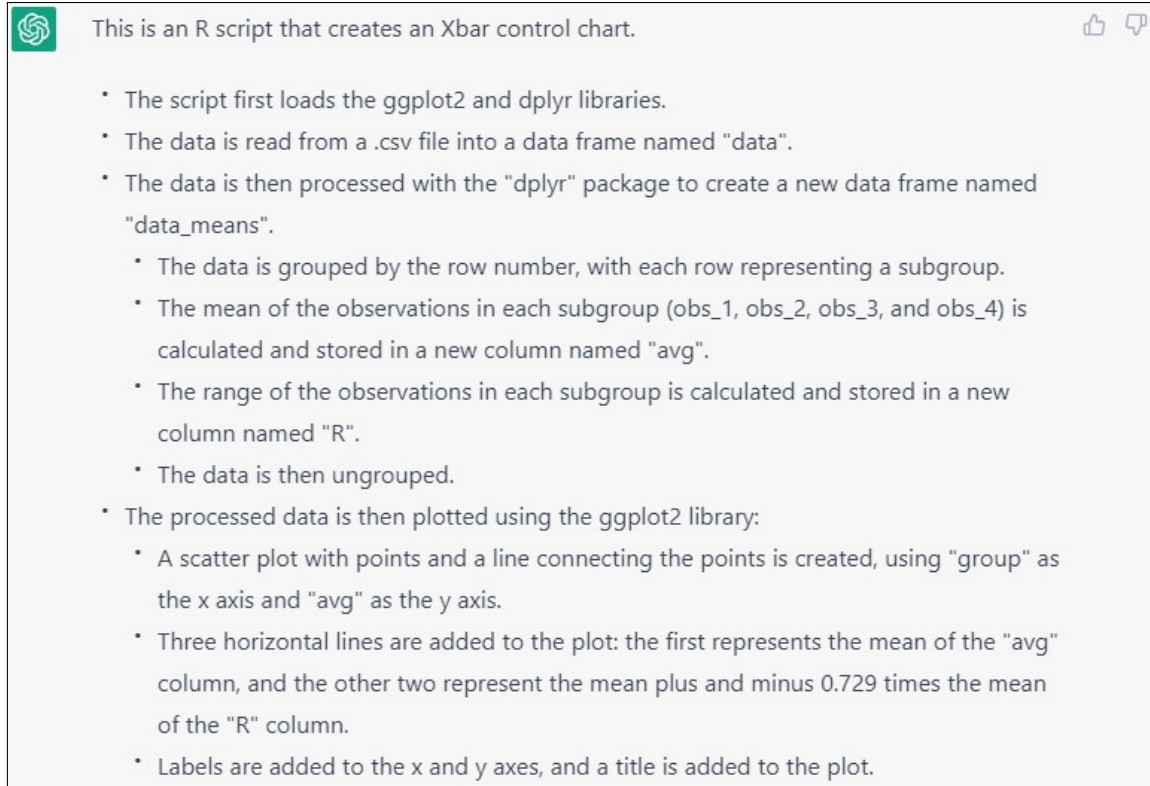 This is an R script that creates an Xbar control chart.
• The script first loads the ggplot2 and dplyr libraries.
• The data is read from a .csv file into a data frame named "data".
• The data is then processed with the "dplyr" package to create a new data frame named
"data_means".
• The data is grouped by the row number, with each row representing a subgroup.
• The mean of the observations in each subgroup (obs_1, obs_2, obs_3, and obs_4) is
calculated and stored in a new column named "avg".
• The range of the observations in each subgroup is calculated and stored in a new
column named "R".
• The data is then ungrouped.
• The processed data is then plotted using the ggplot2 library:
• A scatter plot with points and a line connecting the points is created, using "group" as
the x axis and "avg" as the y axis.
• Three horizontal lines are added to the plot: the first represents the mean of the "avg"
column, and the other two represent the mean plus and minus 0.729 times the mean
of the "R" column.
• Labels are added to the x and y axes, and a title is added to the plot.